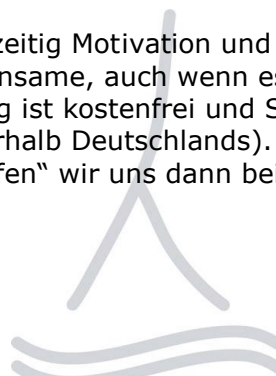 zeitig Motivation und
nsame, auch wenn es
g ist kostenfrei und S
rhalb Deutschlands).
fen“ wir uns dann bei